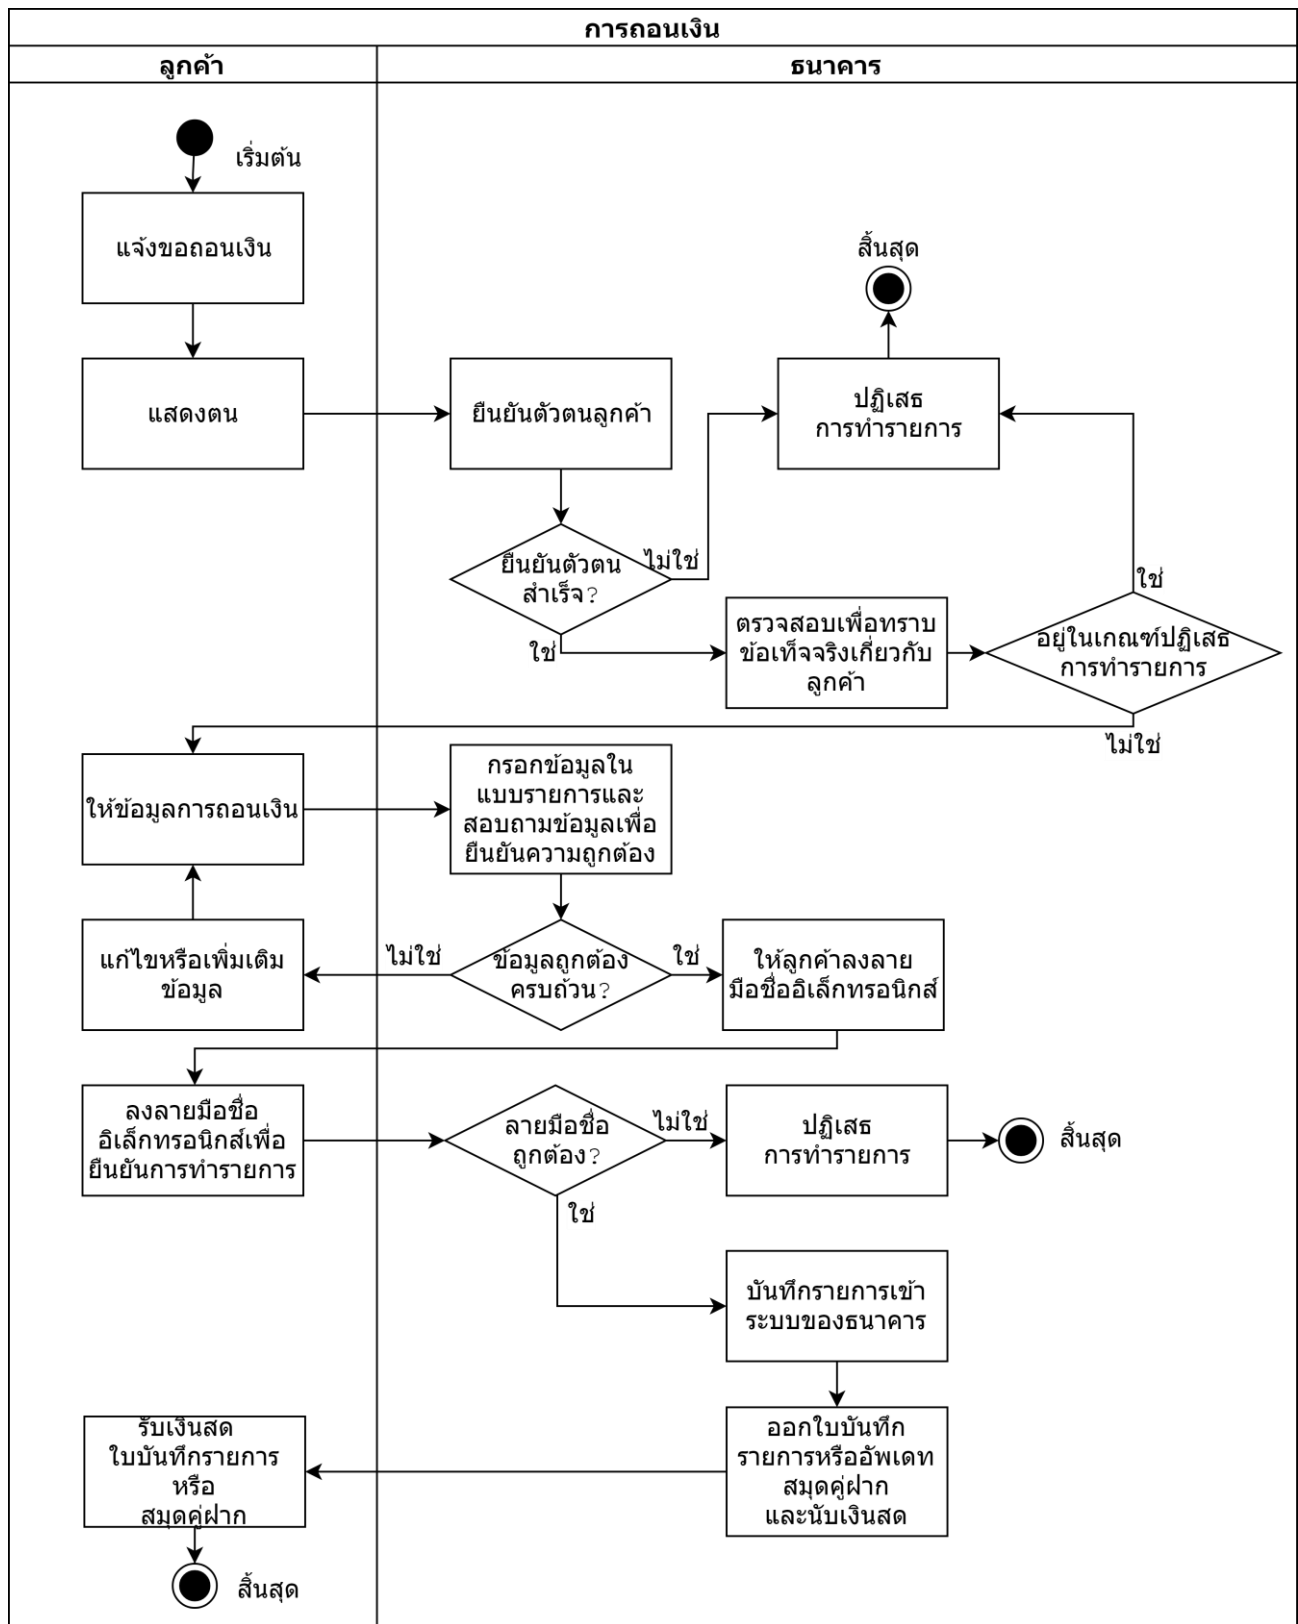 การถอนเงิน
ลูกค้า
ธนาคาร
เริ่มต้น
แจ้งขอถอนเงิน
สิ้นสุด
แสดงตน
ยืนยันตัวตนลูกค้า
ปฏิเสธ
การทำรายการ
ยืนยันตัวตน
สำเร็จ?
ไม่ใช่
ใช่
ตรวจสอบเพื่อทราบ
ข้อเท็จจริงเกี่ยวกับ
ลูกค้า
ใช่
อยู่ในเกณฑ์ปฏิเสธ
การทำรายการ
ไม่ใช่
ให้ข้อมูลการถอนเงิน
กรอกข้อมูลใน
แบบรายการและ
สอบถามข้อมูลเพื่อ
ยืนยันความถูกต้อง
แก้ไขหรือเพิ่มเติม
ข้อมูล
ไม่ใช่
ข้อมูลถูกต้อง
ครบถ้วน?
ใช่
ให้ลูกค้าลงลาย
มือชื่ออิเล็กทรอนิกส์
ลงลายมือชื่อ
อิเล็กทรอนิกส์เพื่อ
ยืนยันการทำรายการ
ลายมือชื่อ
ถูกต้อง?
ไม่ใช่
ปฏิเสธ
การทำรายการ
สิ้นสุด
ใช่
บันทึกรายการเข้า
ระบบของธนาคาร
รับเงินสด
ใบบันทึกรายการ
หรือ
สมุดคู่ฝาก
ออกใบบันทึก
รายการหรืออัพเดท
สมุดคู่ฝาก
และนับเงินสด
สิ้นสุด